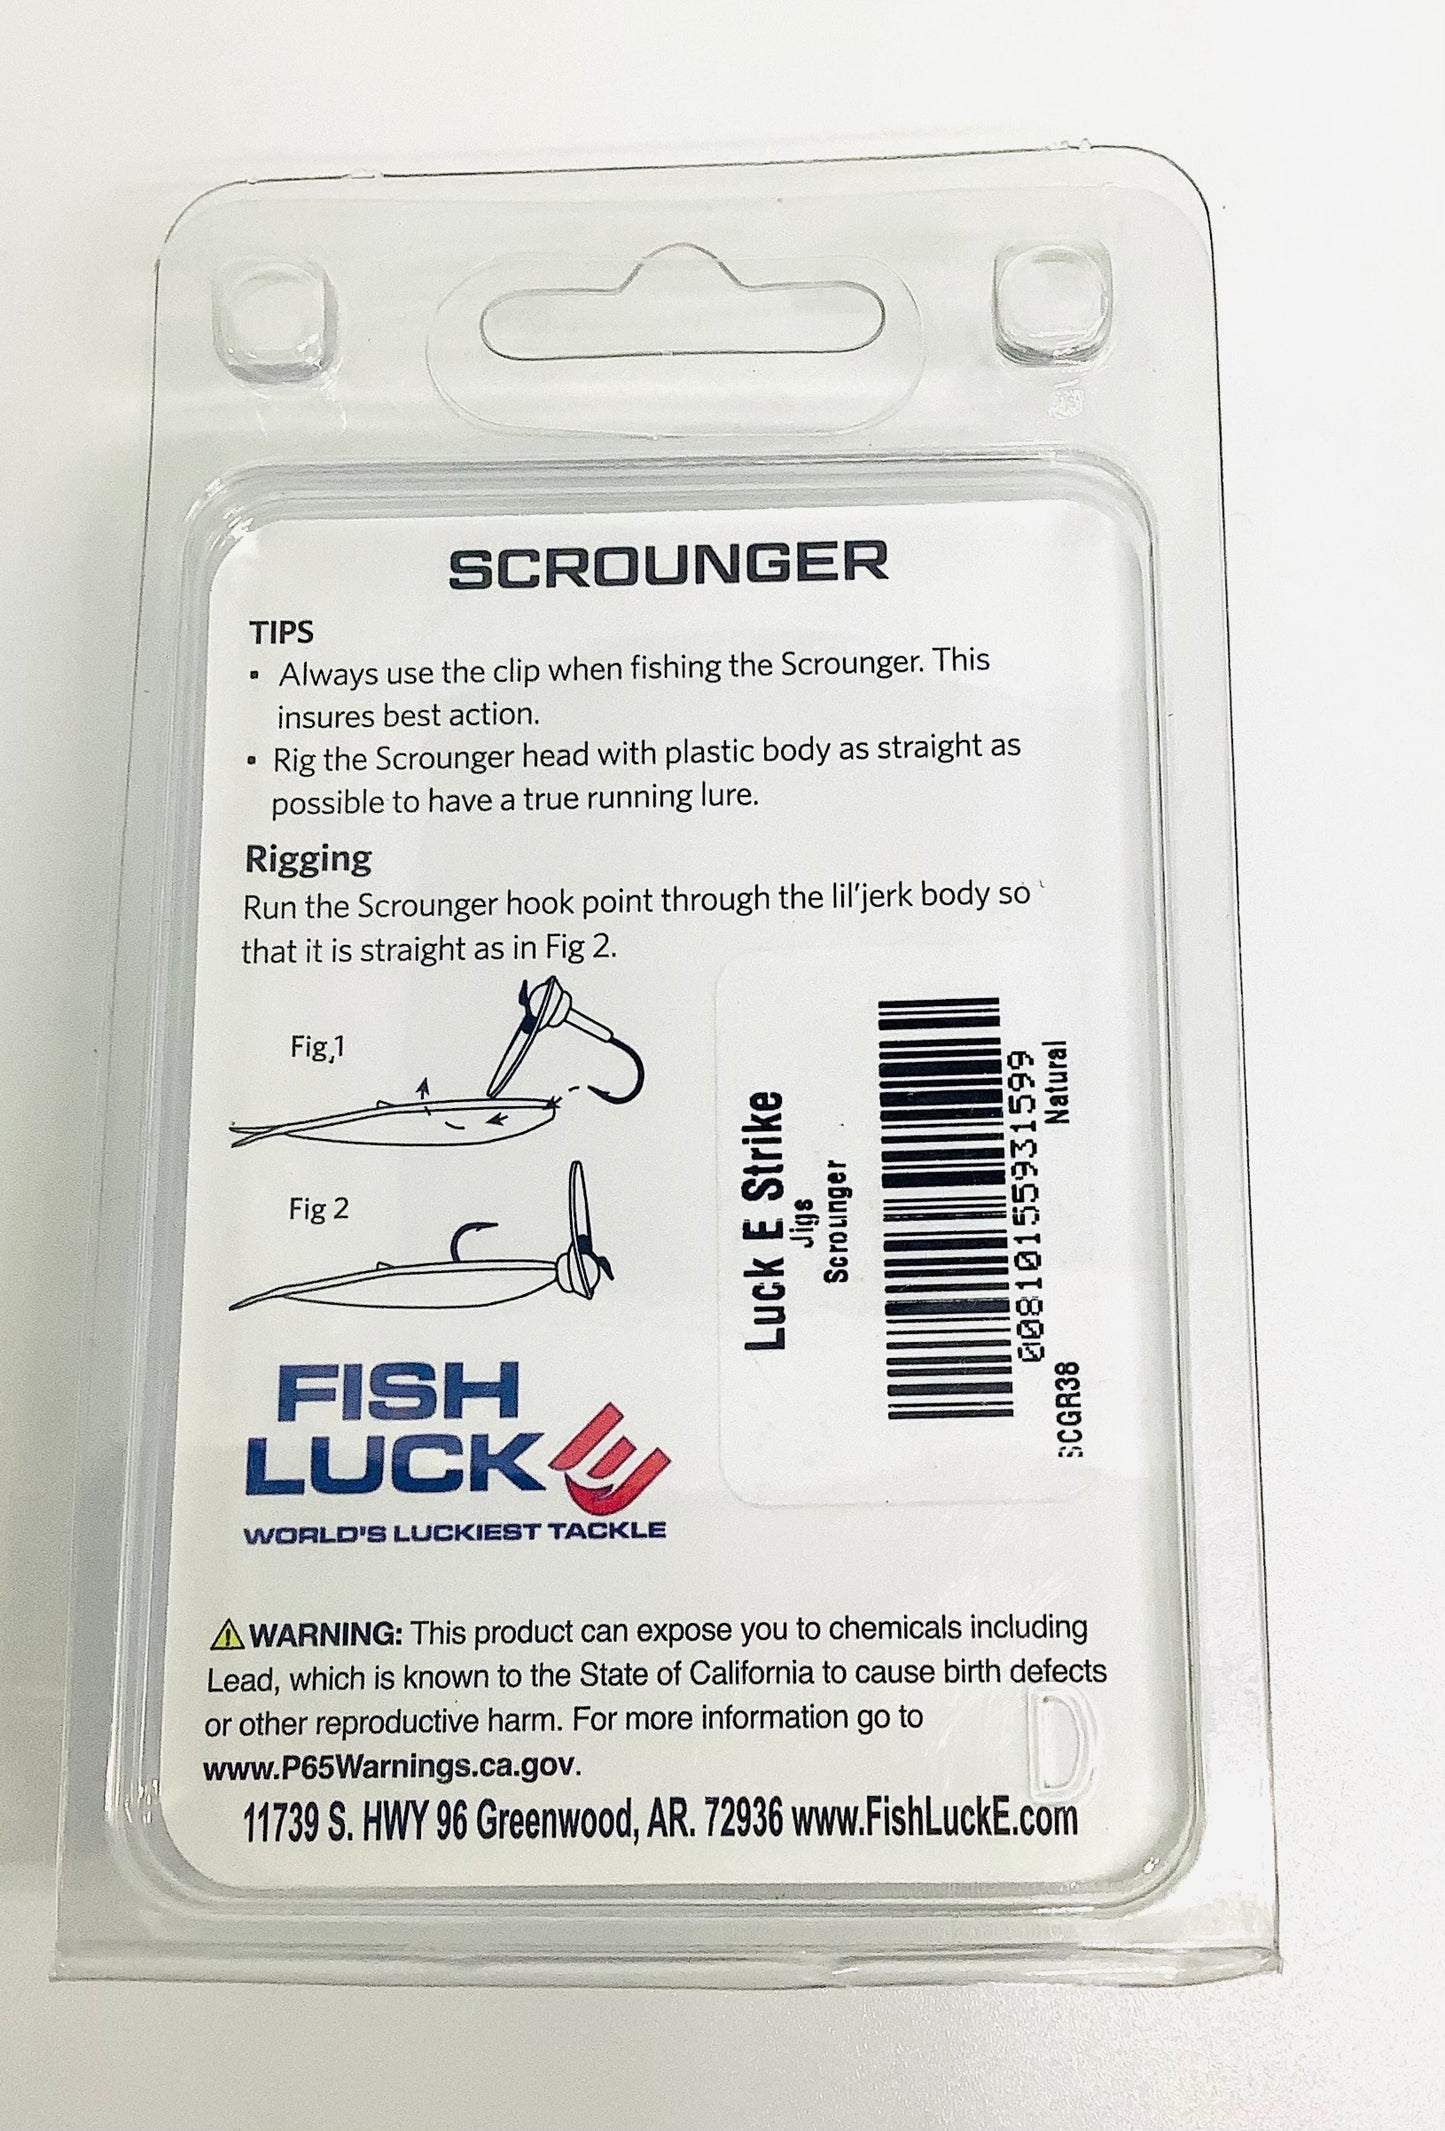 SCROUNGER
TIPS
▪ Always use the clip when fishing the Scrounger. This
insures best action.
▪ Rig the Scrounger head with plastic body as straight as
possible to have a true running lure.
Rigging
Run the Scrounger hook point through the lil'jerk body so
that it is straight as in Fig 2.
Fig,1
Fig 2
Luck E Strike
Jigs
Scrounger
00810155931599
Natural
SCGR38
FISH
LUCK E
WORLD'S LUCKIEST TACKLE
⚠ WARNING: This product can expose you to chemicals including
Lead, which is known to the State of California to cause birth defects
or other reproductive harm. For more information go to
www.P65Warnings.ca.gov.
D
11739 S. HWY 96 Greenwood, AR. 72936 www.FishLuckE.com